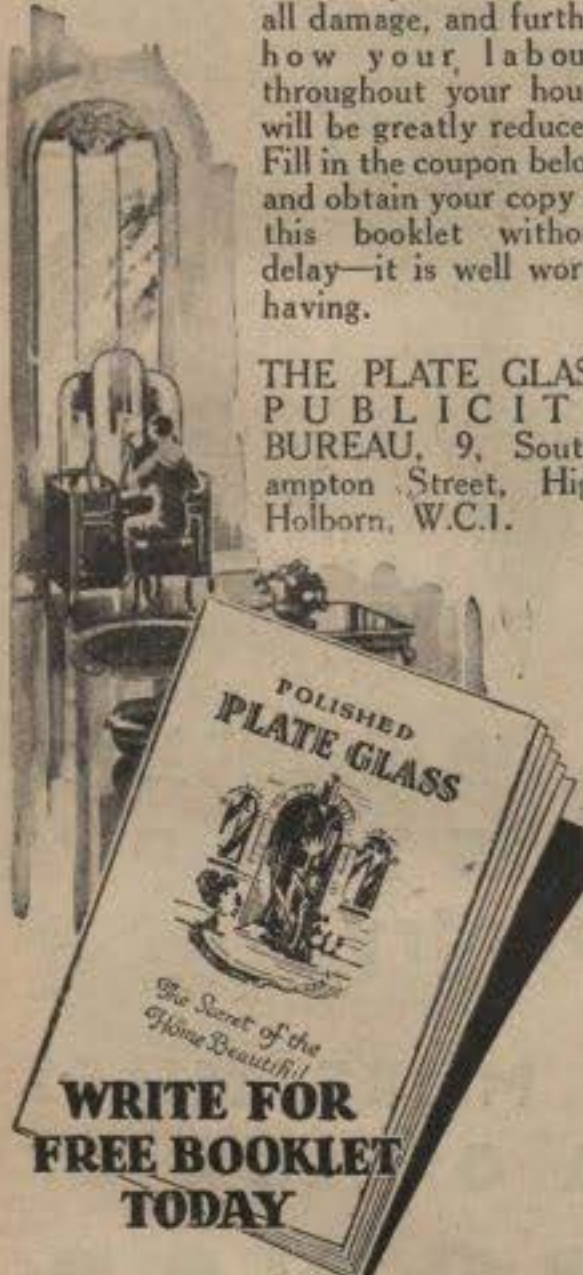 all damage, and furth
how your labou
throughout your hou
will be greatly reduce
Fill in the coupon belo
and obtain your copy
this booklet witho
delay—it is well wor
having.
THE PLATE GLAS
PUBLICIT
BUREAU, 9, Sout
ampton Street, Hig
Holborn, W.C.1.
POLISHED
PLATE GLASS
The Secret of the
Home Beautiful
WRITE FOR
FREE BOOKLET
TODAY